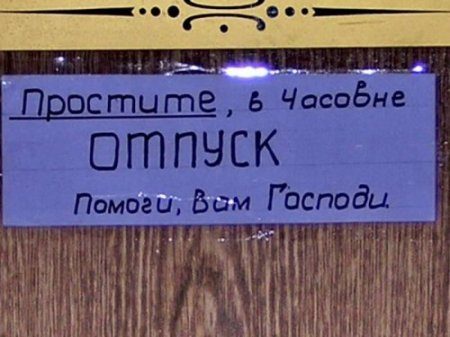 Простите, в Часовне
ОТПУСК
Помоги, Вам Господи.